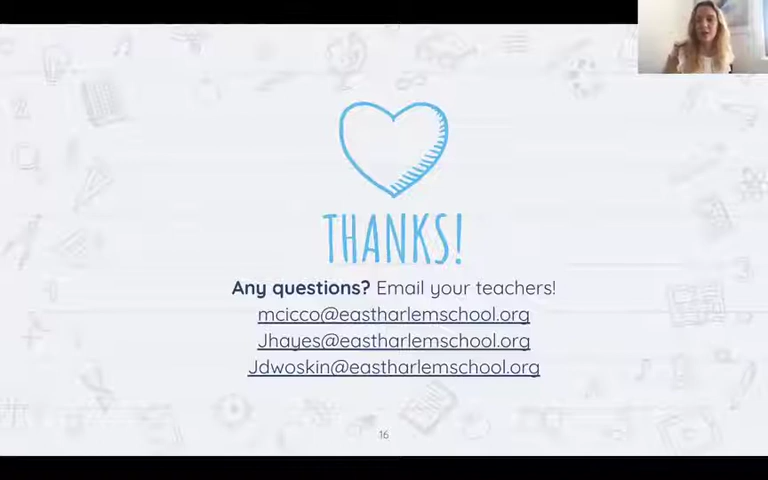 THANKS!
Any questions? Email your teachers!
mcicco@eastharlemschool.org
Jhayes@eastharlemschool.org
Jdwoskin@eastharlemschool.org
16